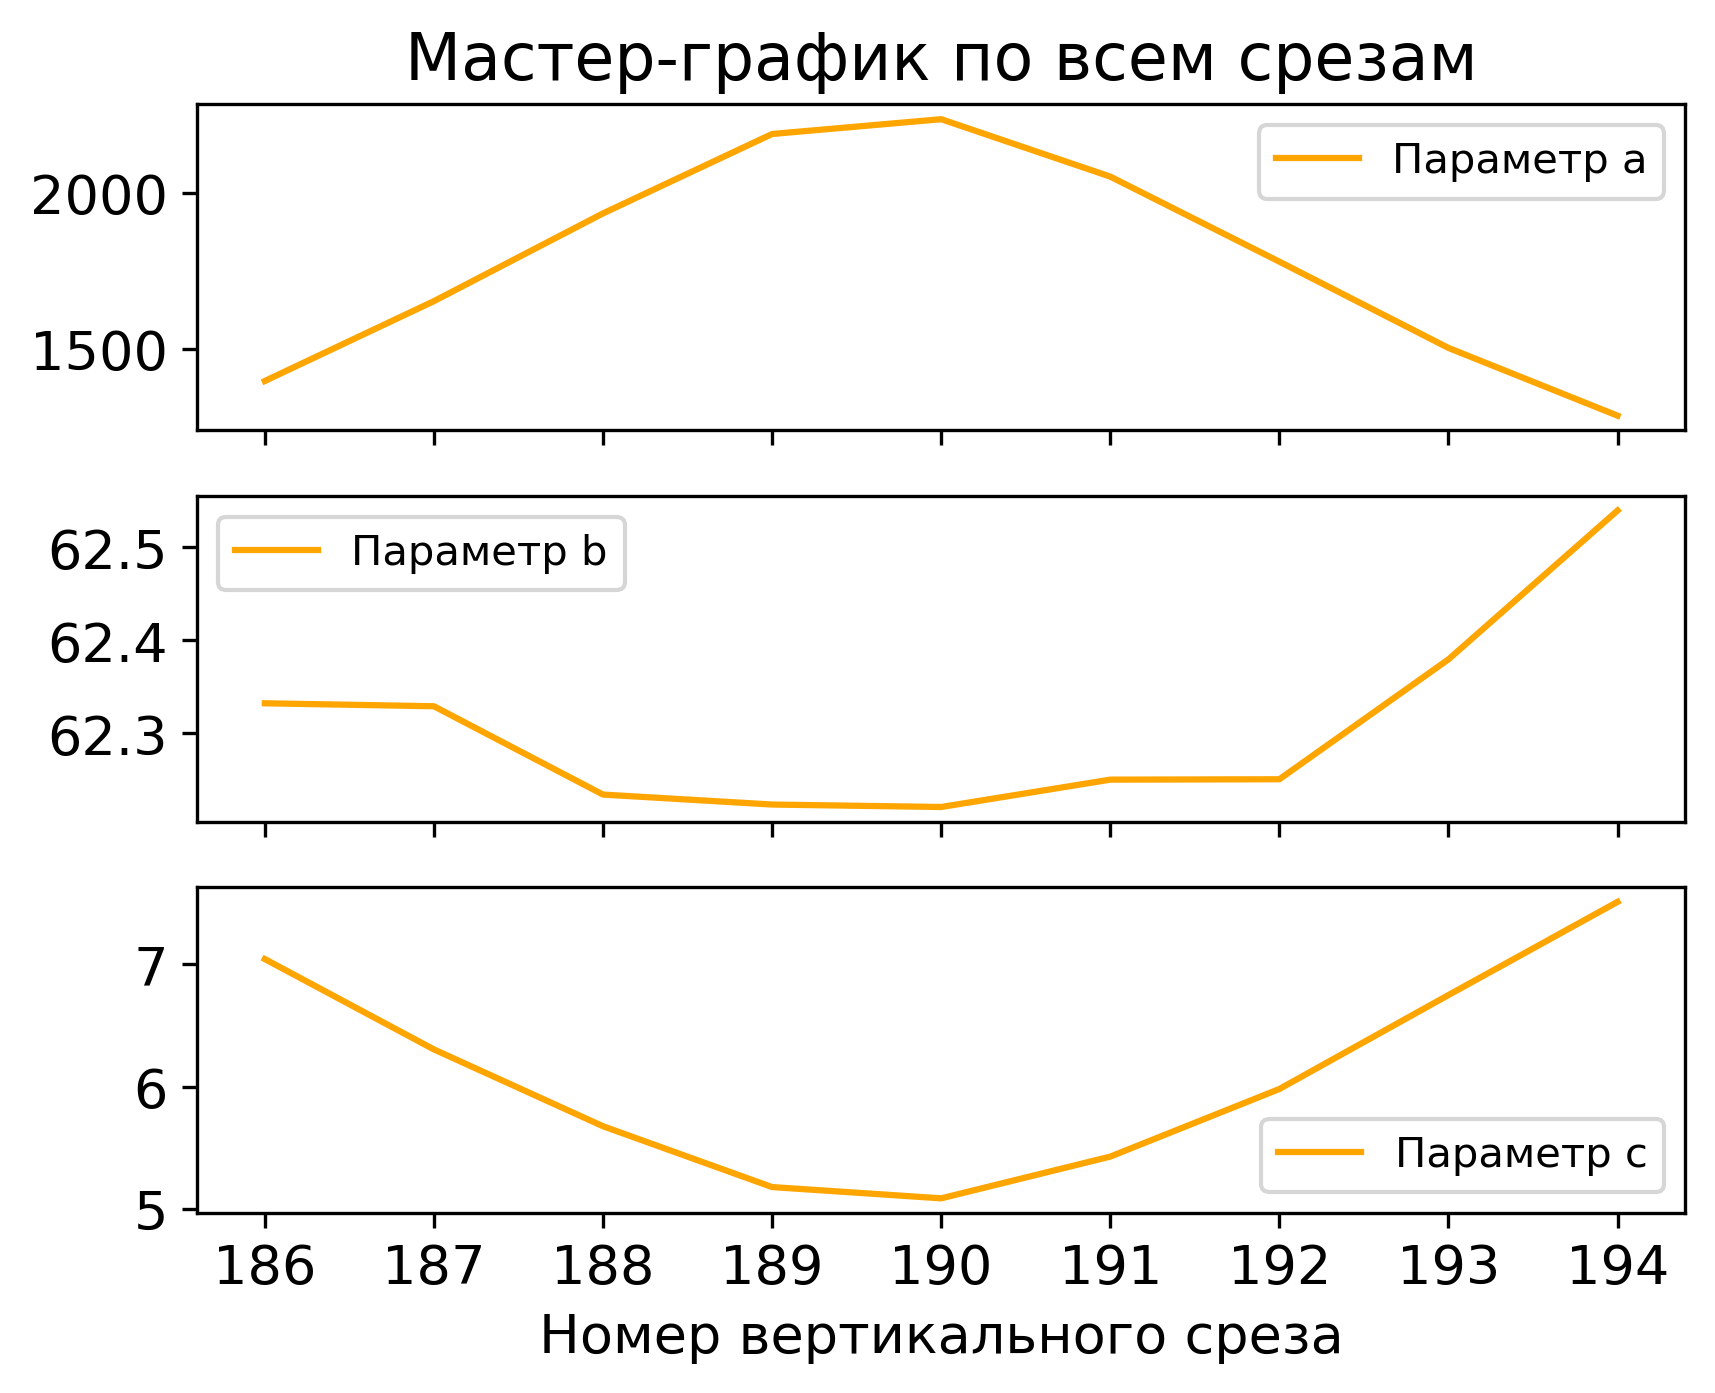 Мастер-график по всем срезам
2000
1500
Параметр a
62.5
62.4
62.3
Параметр b
7
6
5
Параметр c
186 187 188 189 190 191 192 193 194
Номер вертикального среза